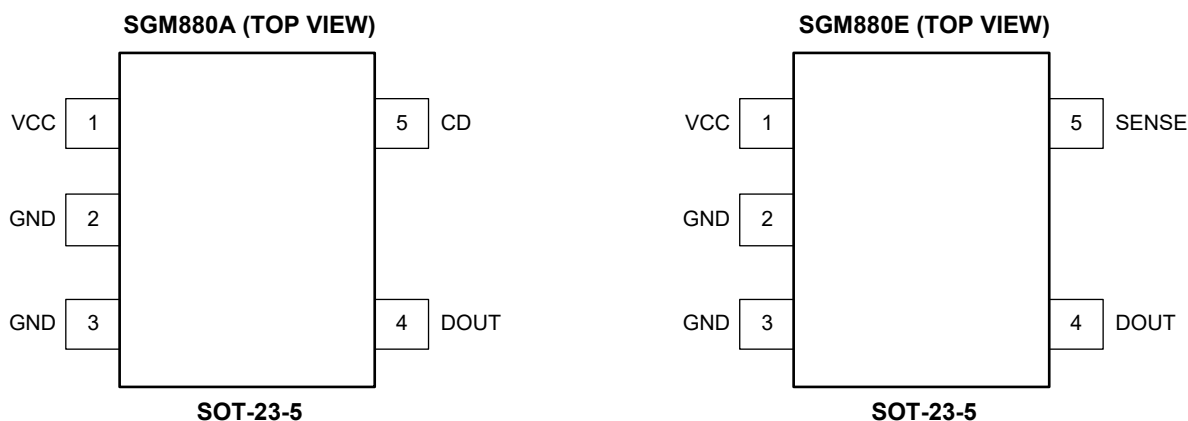 SGM880A (TOP VIEW)
VCC 1
5 CD
GND 2
GND 3
4 DOUT
SOT-23-5
SGM880E (TOP VIEW)
VCC 1
5 SENSE
GND 2
GND 3
4 DOUT
SOT-23-5